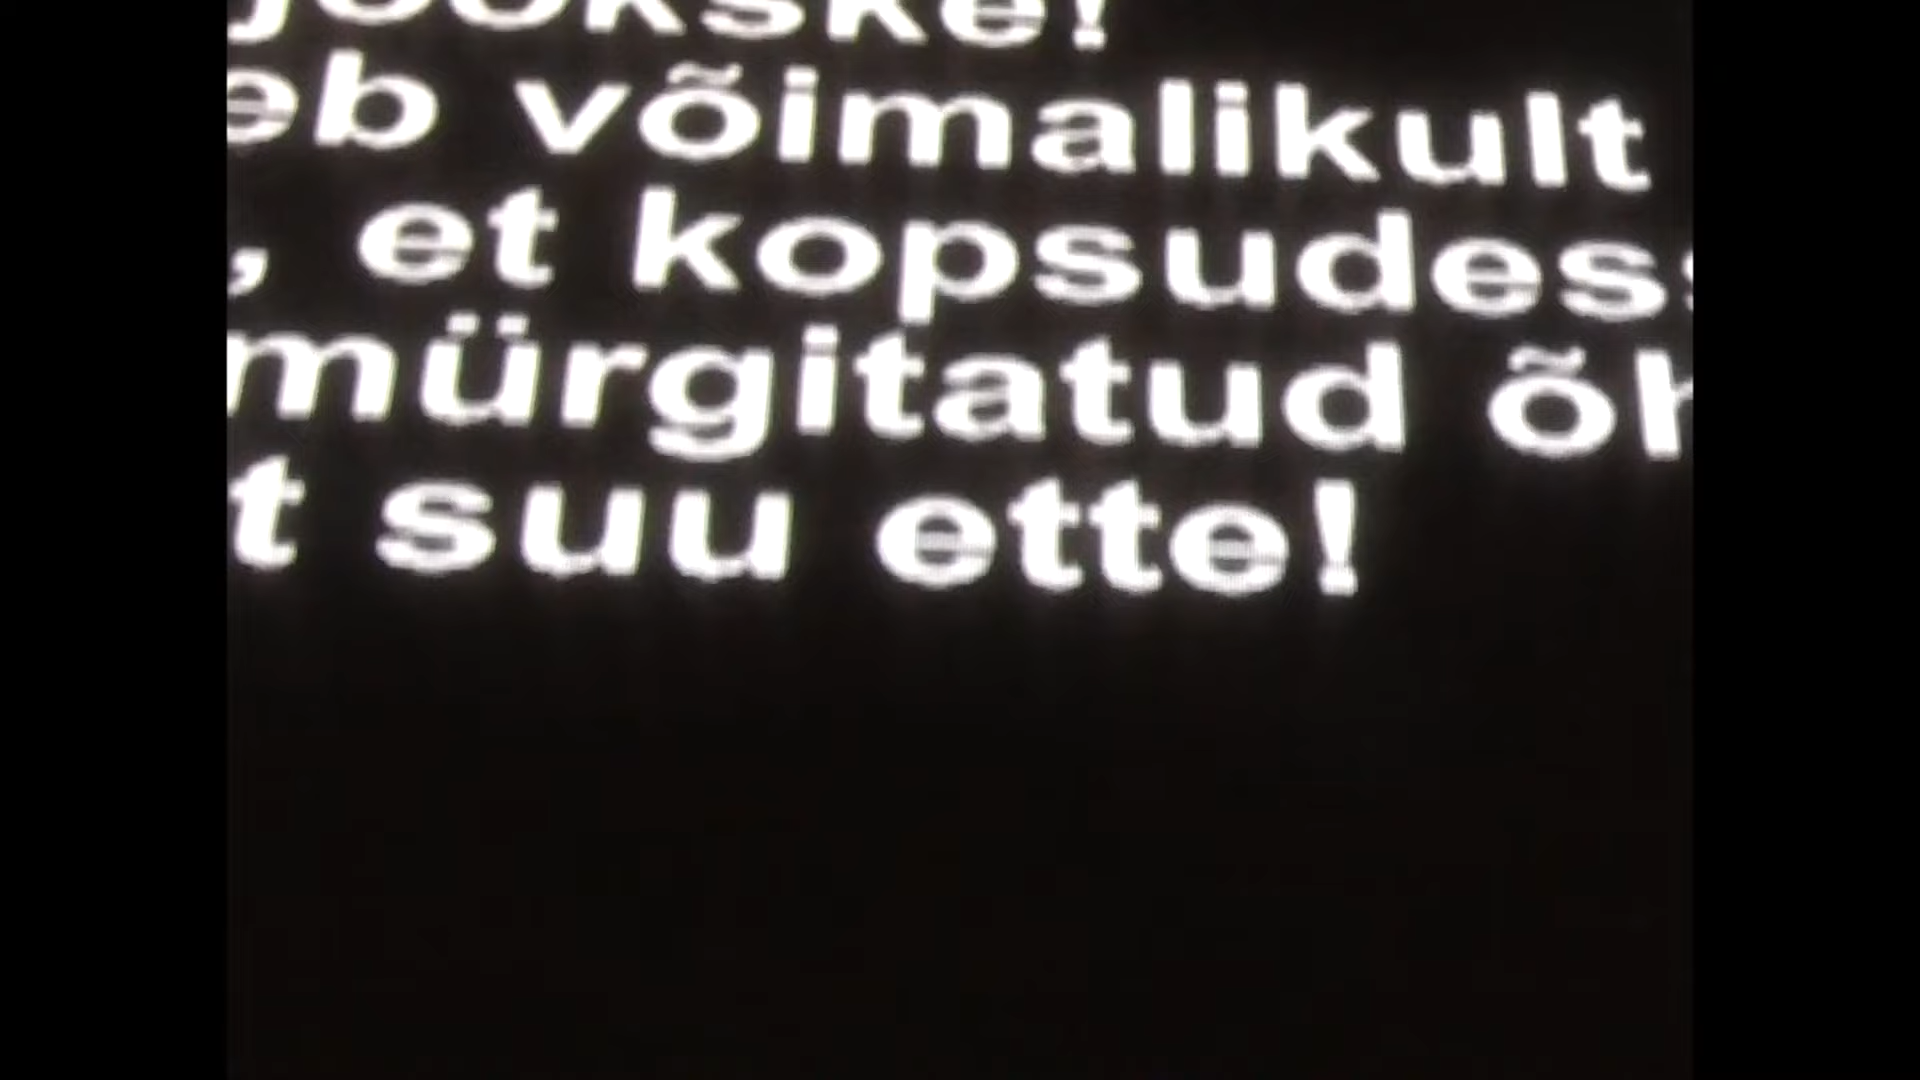 jookske!
eb võimalikult
, et kopsudes
mürgitatud õh
t suu ette!